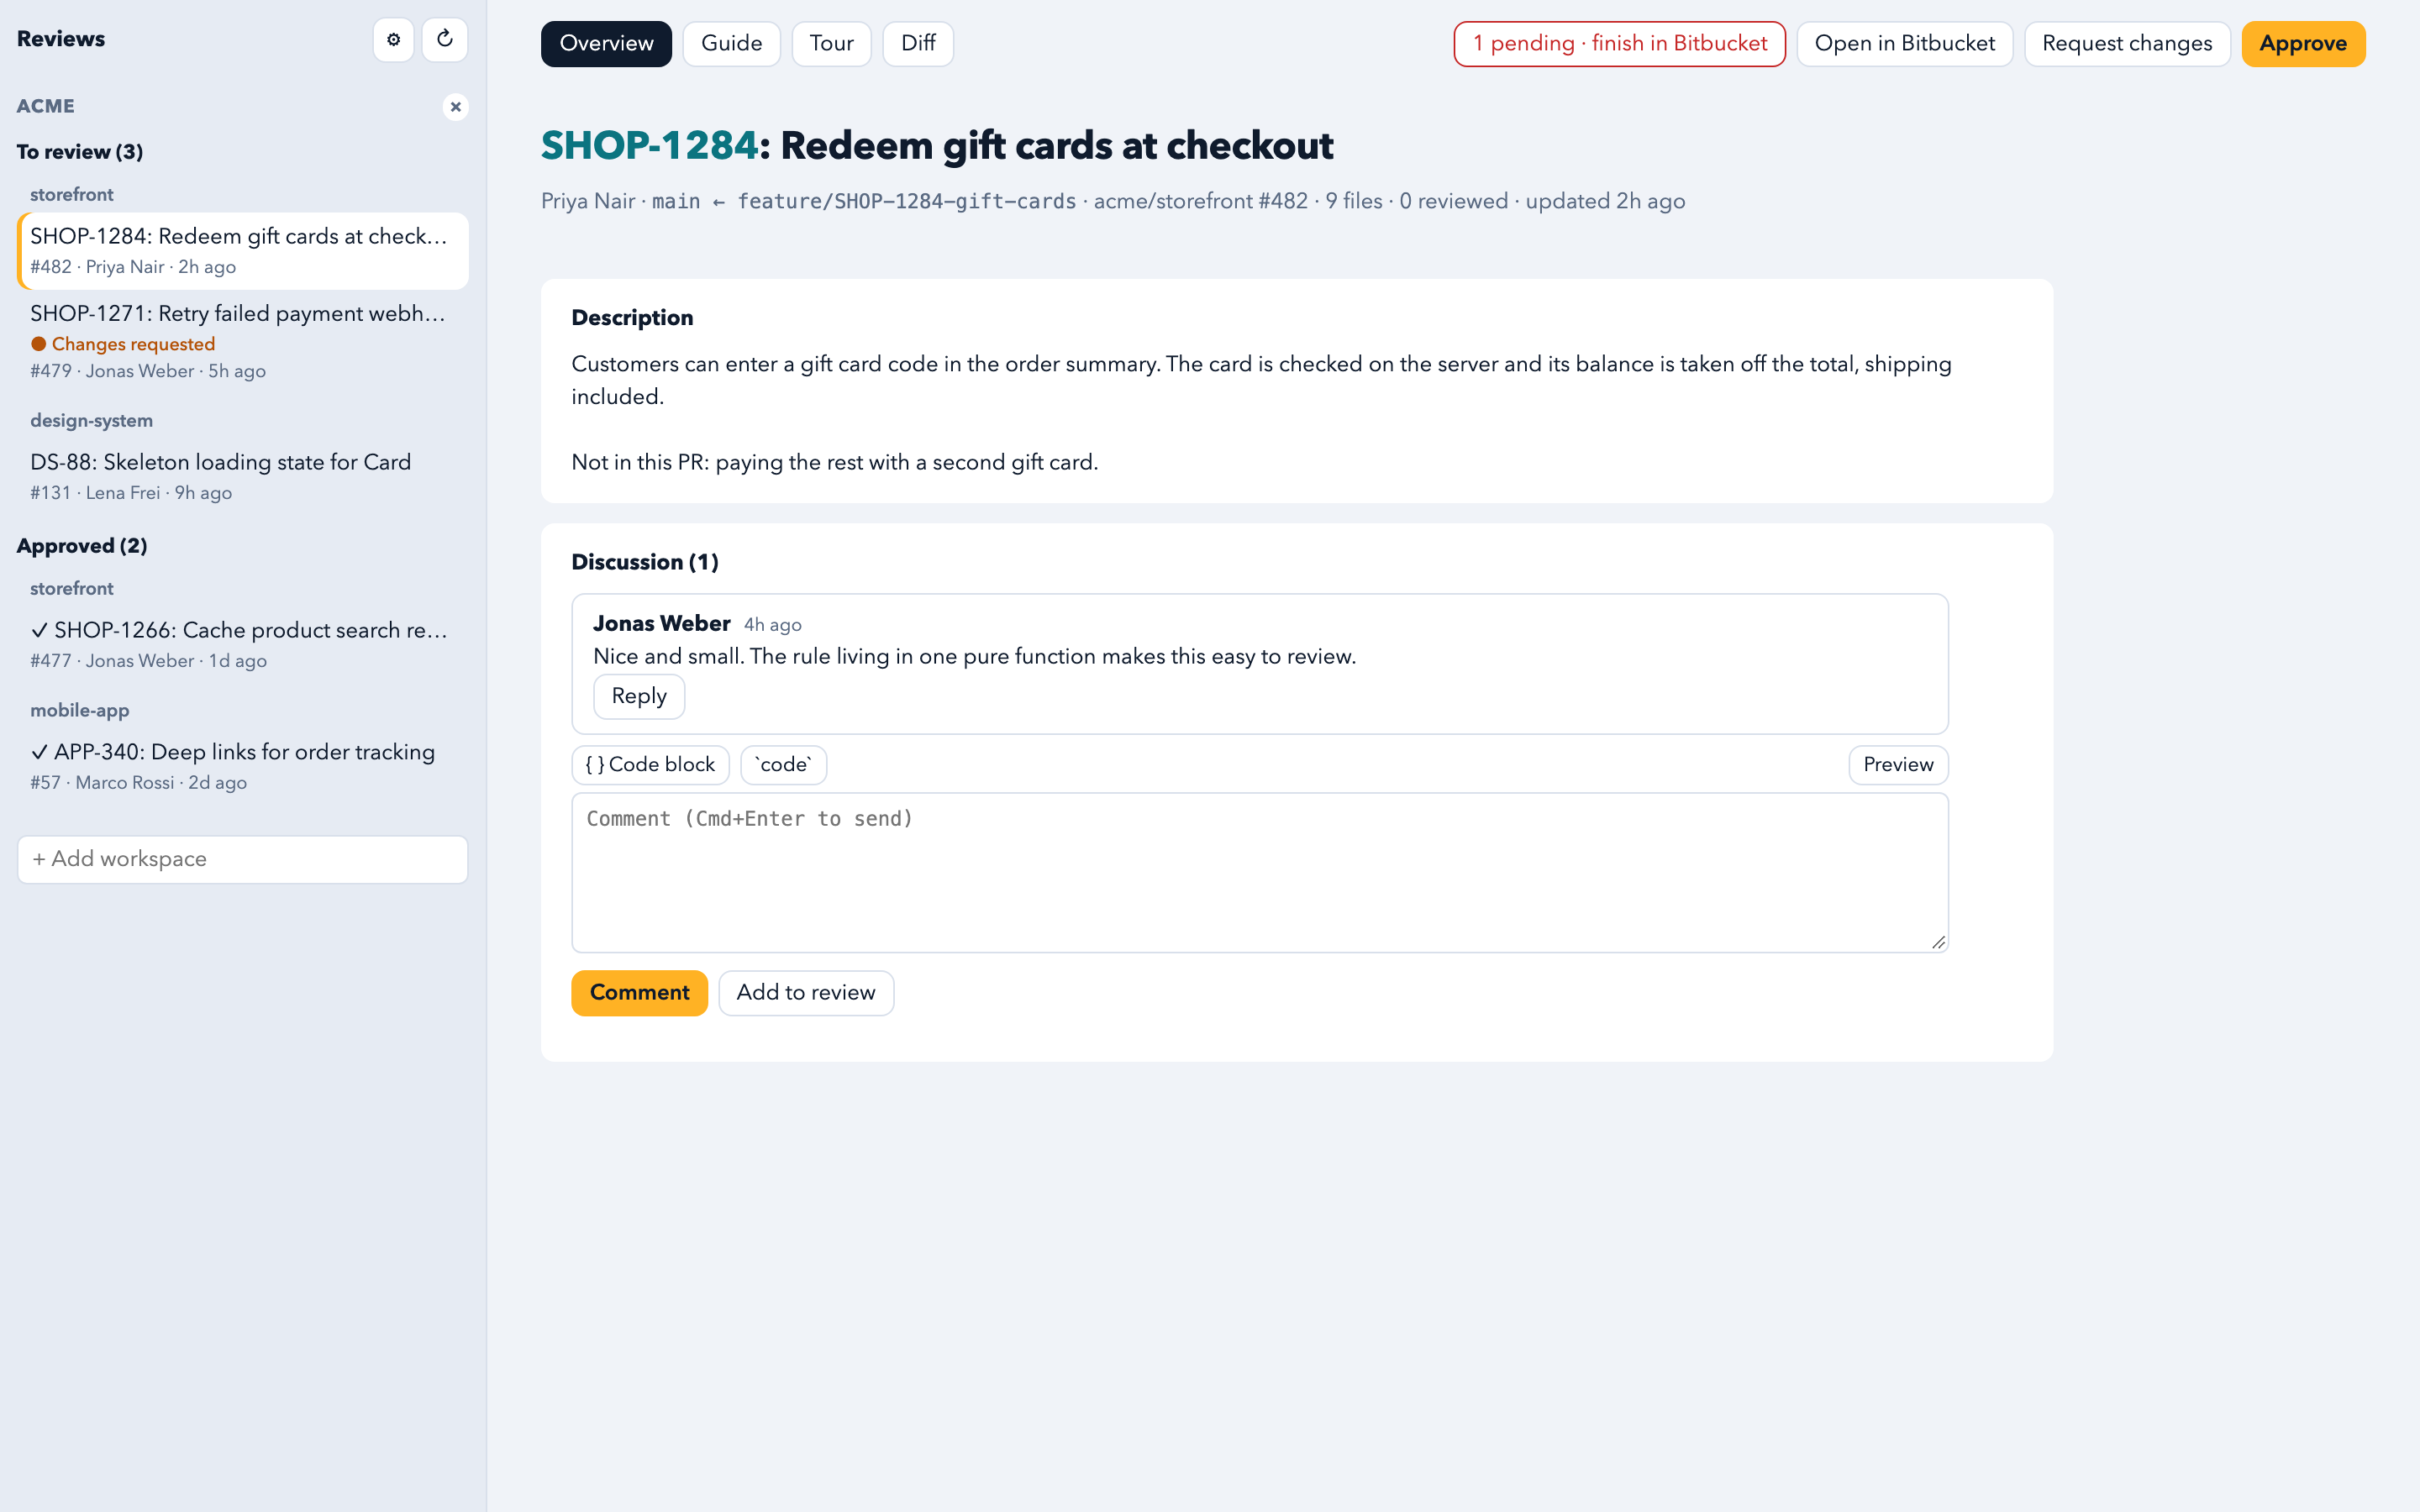 Reviews
ACME
To review (3)
storefront
SHOP-1284: Redeem gift cards at check…
#482 · Priya Nair · 2h ago
SHOP-1271: Retry failed payment webh…
Changes requested
#479 · Jonas Weber · 5h ago
design-system
DS-88: Skeleton loading state for Card
#131 · Lena Frei · 9h ago
Approved (2)
storefront
✓ SHOP-1266: Cache product search re…
#477 · Jonas Weber · 1d ago
mobile-app
✓ APP-340: Deep links for order tracking
#57 · Marco Rossi · 2d ago
+ Add workspace
Overview Guide Tour Diff
1 pending · finish in Bitbucket Open in Bitbucket Request changes Approve
SHOP-1284: Redeem gift cards at checkout
Priya Nair · main ← feature/SHOP-1284-gift-cards · acme/storefront #482 · 9 files · 0 reviewed · updated 2h ago
Description
Customers can enter a gift card code in the order summary. The card is checked on the server and its balance is taken off the total, shipping
included.
Not in this PR: paying the rest with a second gift card.
Discussion (1)
Jonas Weber 4h ago
Nice and small. The rule living in one pure function makes this easy to review.
Reply
{ } Code block `code` Preview
Comment (Cmd+Enter to send)
Comment Add to review